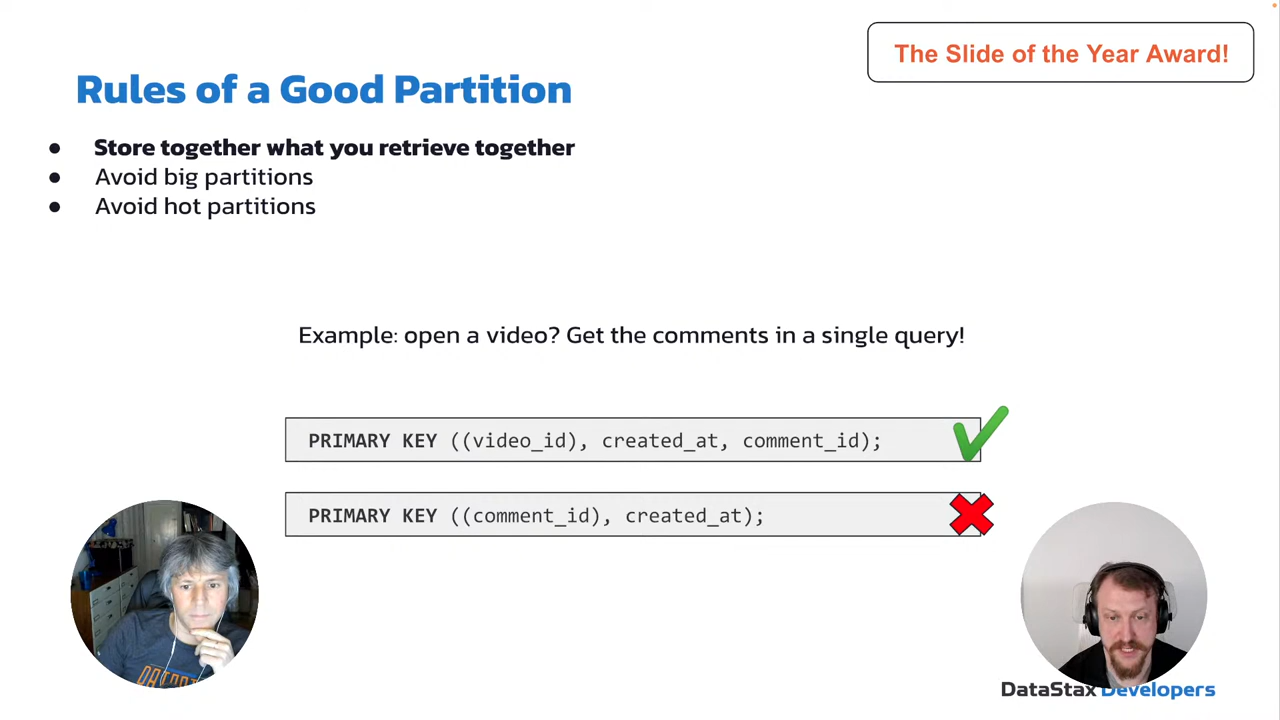 The Slide of the Year Award!
Rules of a Good Partition
● Store together what you retrieve together
● Avoid big partitions
● Avoid hot partitions
Example: open a video? Get the comments in a single query!
PRIMARY KEY ((video_id), created_at, comment_id);
PRIMARY KEY ((comment_id), created_at);
DataStax Developers